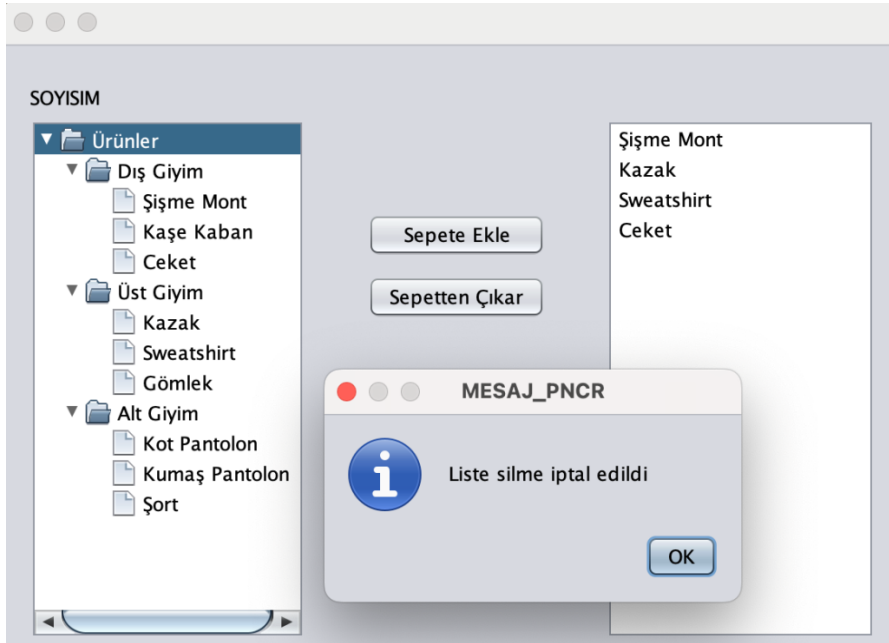 SOYISIM
Ürünler
Dış Giyim
Şişme Mont
Kaşe Kaban
Ceket
Üst Giyim
Kazak
Sweatshirt
Gömlek
Alt Giyim
Kot Pantolon
Kumaş Pantolon
Şort
Sepete Ekle
Sepetten Çıkar
Şişme Mont
Kazak
Sweatshirt
Ceket
MESAJ_PNCR
Liste silme iptal edildi
OK